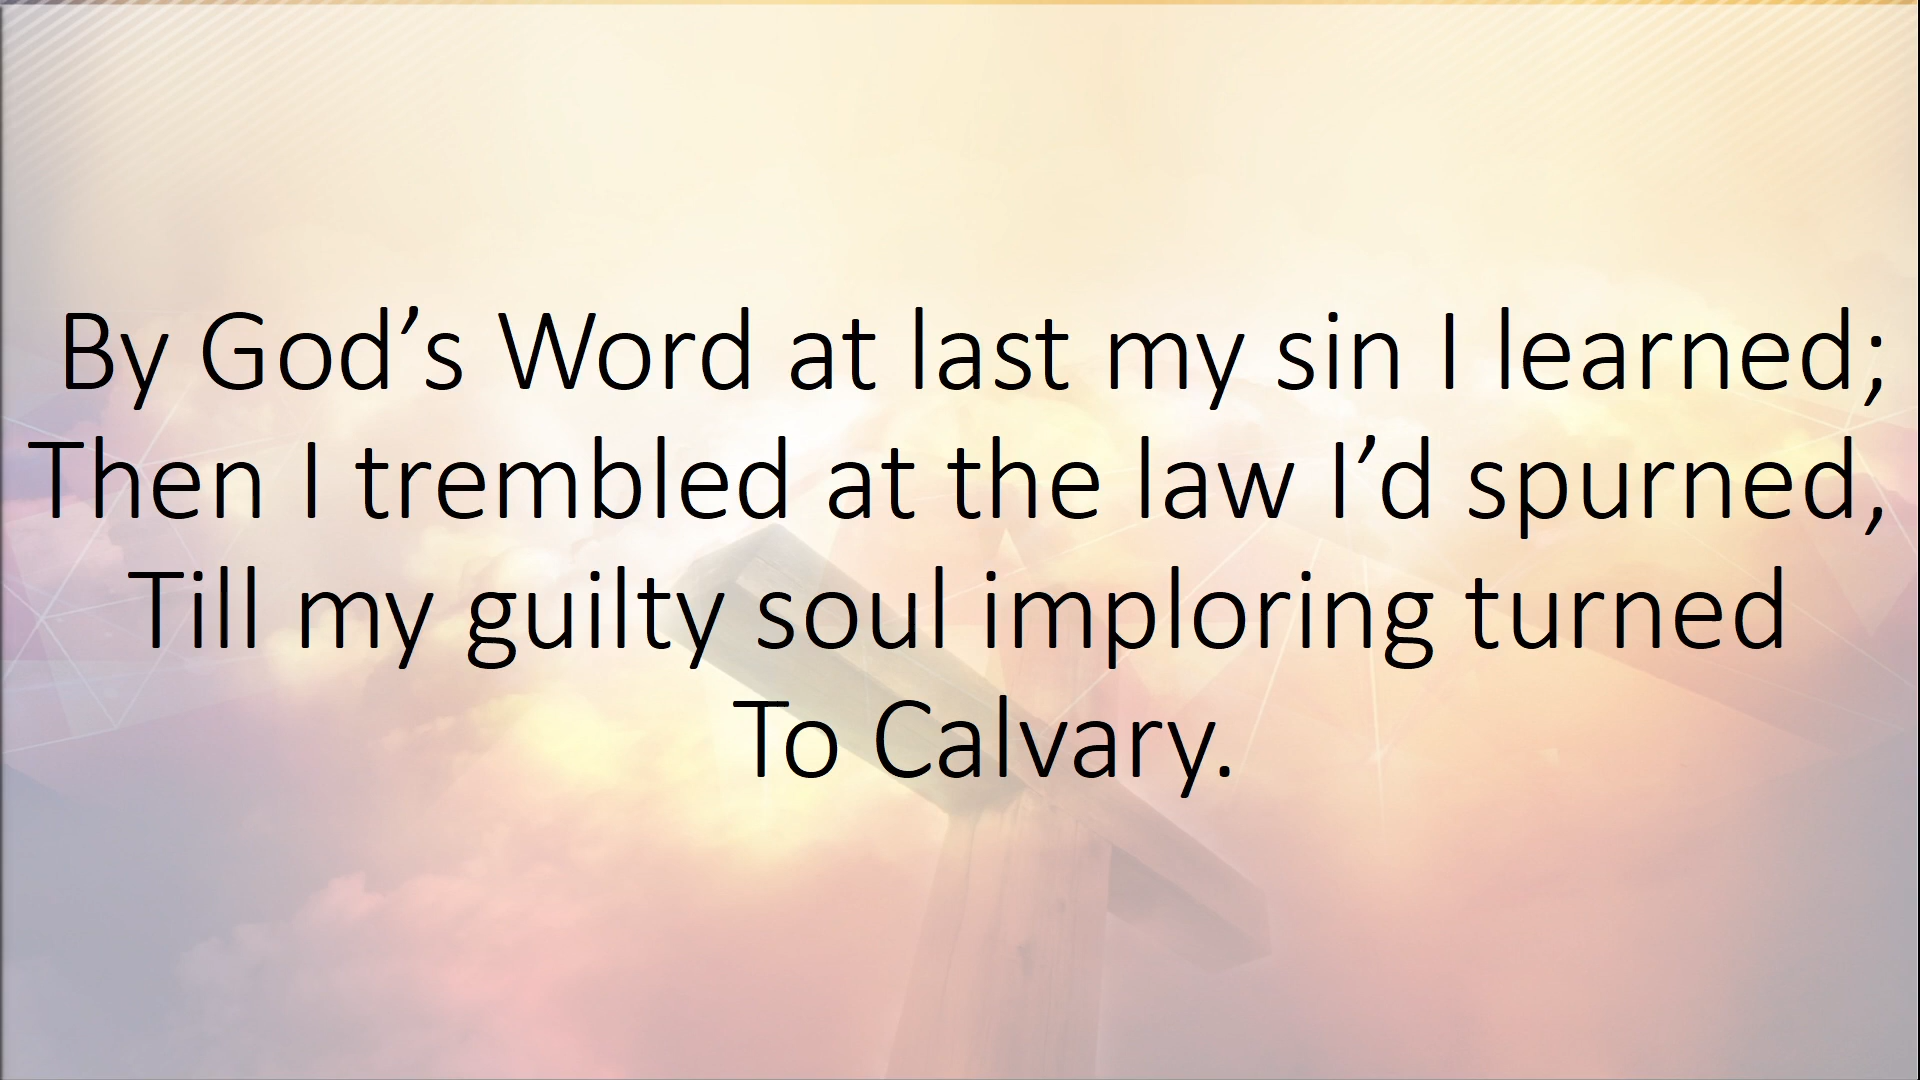 By God’s Word at last my sin I learned;
Then I trembled at the law I’d spurned,
Till my guilty soul imploring turned
To Calvary.